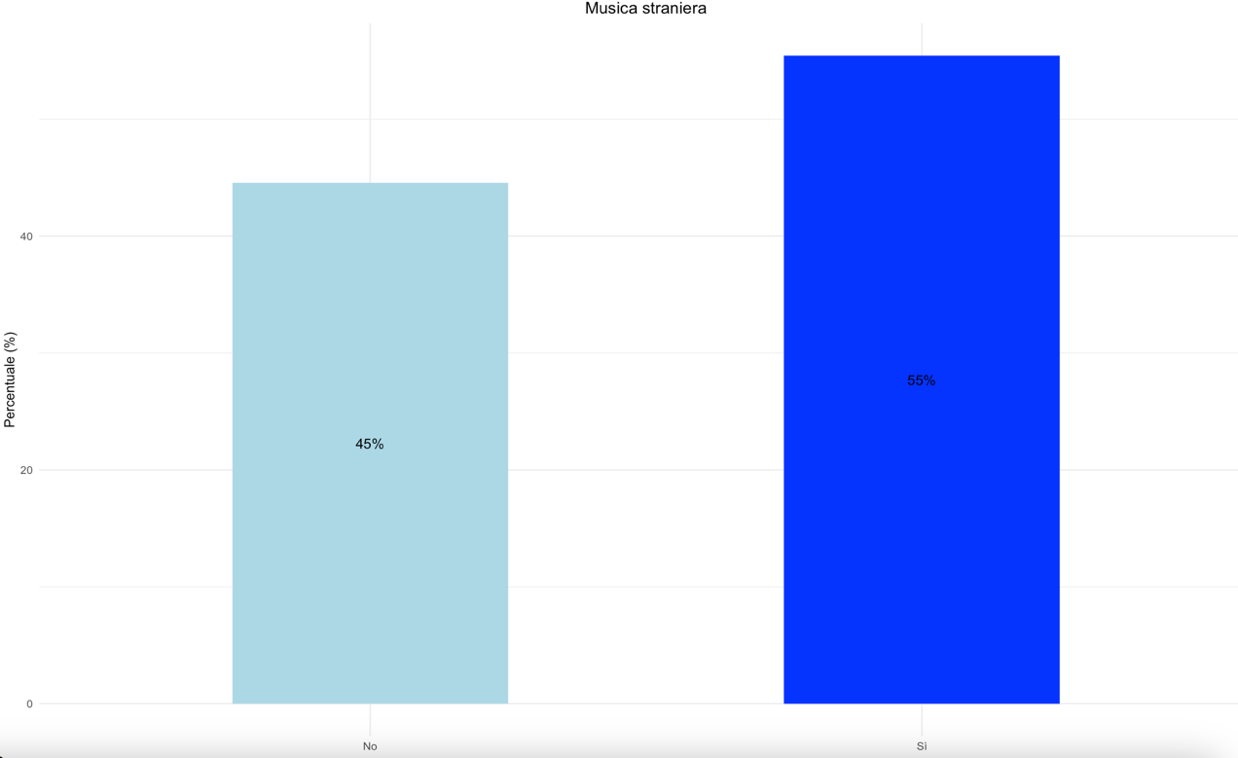 Musica straniera
Percentuale (%)
40
20
0
45%
55%
No
Sì